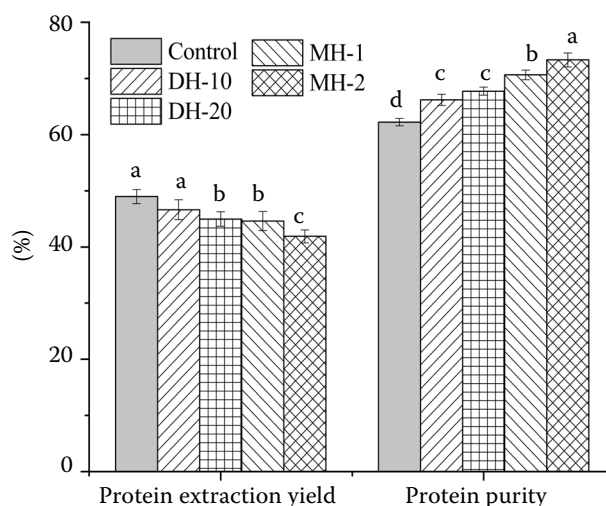 80
60
40
20
0
(%)
Control
DH-10
DH-20
MH-1
MH-2
a
a
b
b
c
d
c
c
b
a
Protein extraction yield
Protein purity